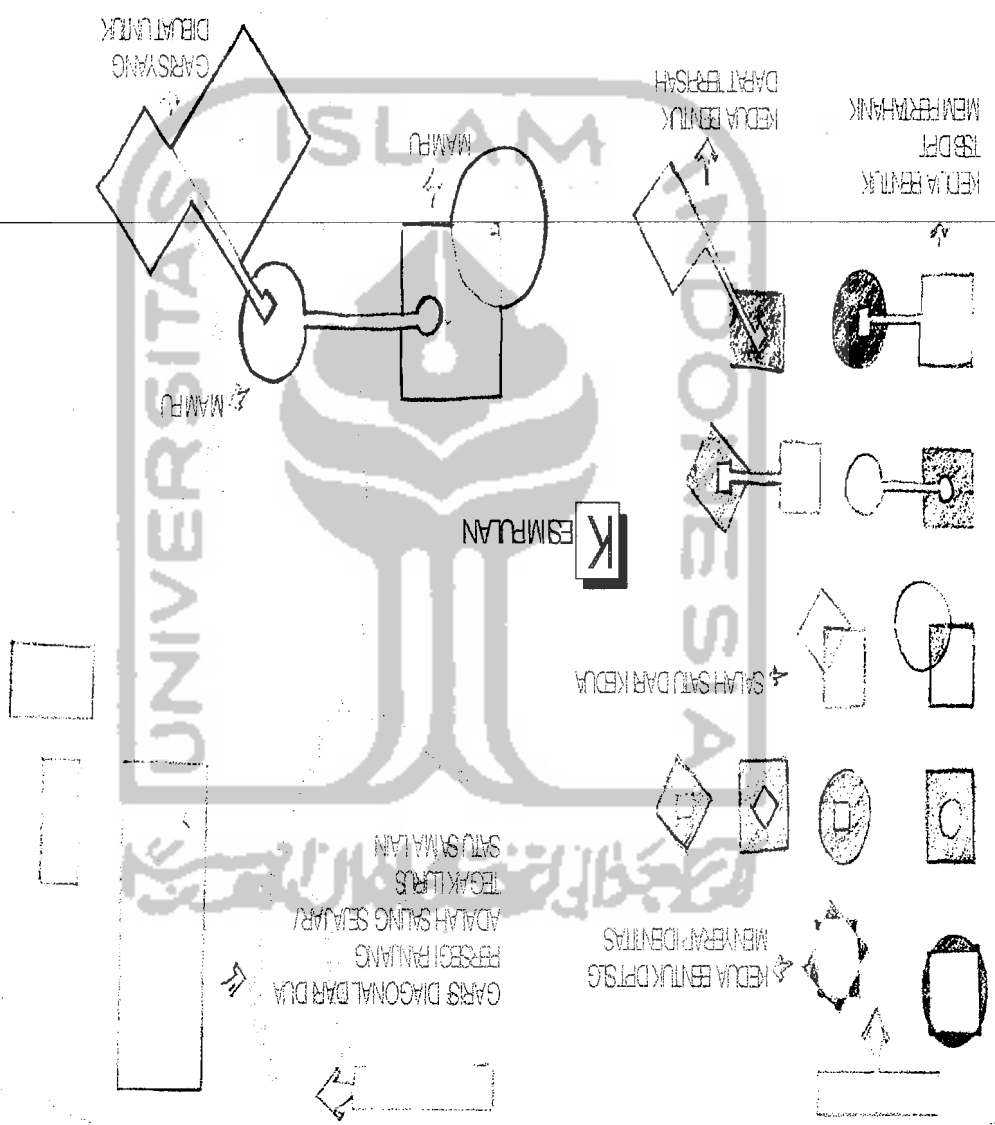 KEDUA BENTUK DPT SLG
MENYERAP IDENTITAS
GARIS DIAGONAL DARI DUA
PERSEGI PANJANG
ADALAH SALING SEJAJAR/
TEGAK LURUS
SATU SAMA LAIN
SALAH SATU DARI KEDUA
KESIMPULAN
MAMPU
KEDUA BENTUK
TSB DPT
MEMPERTAHANK
KEDUA BENTUK
DAPAT TERPISAH
MAMPU
GARIS YANG
DIBUAT UNTUK
UNIVERSITAS
ISLAM
INDONESIA